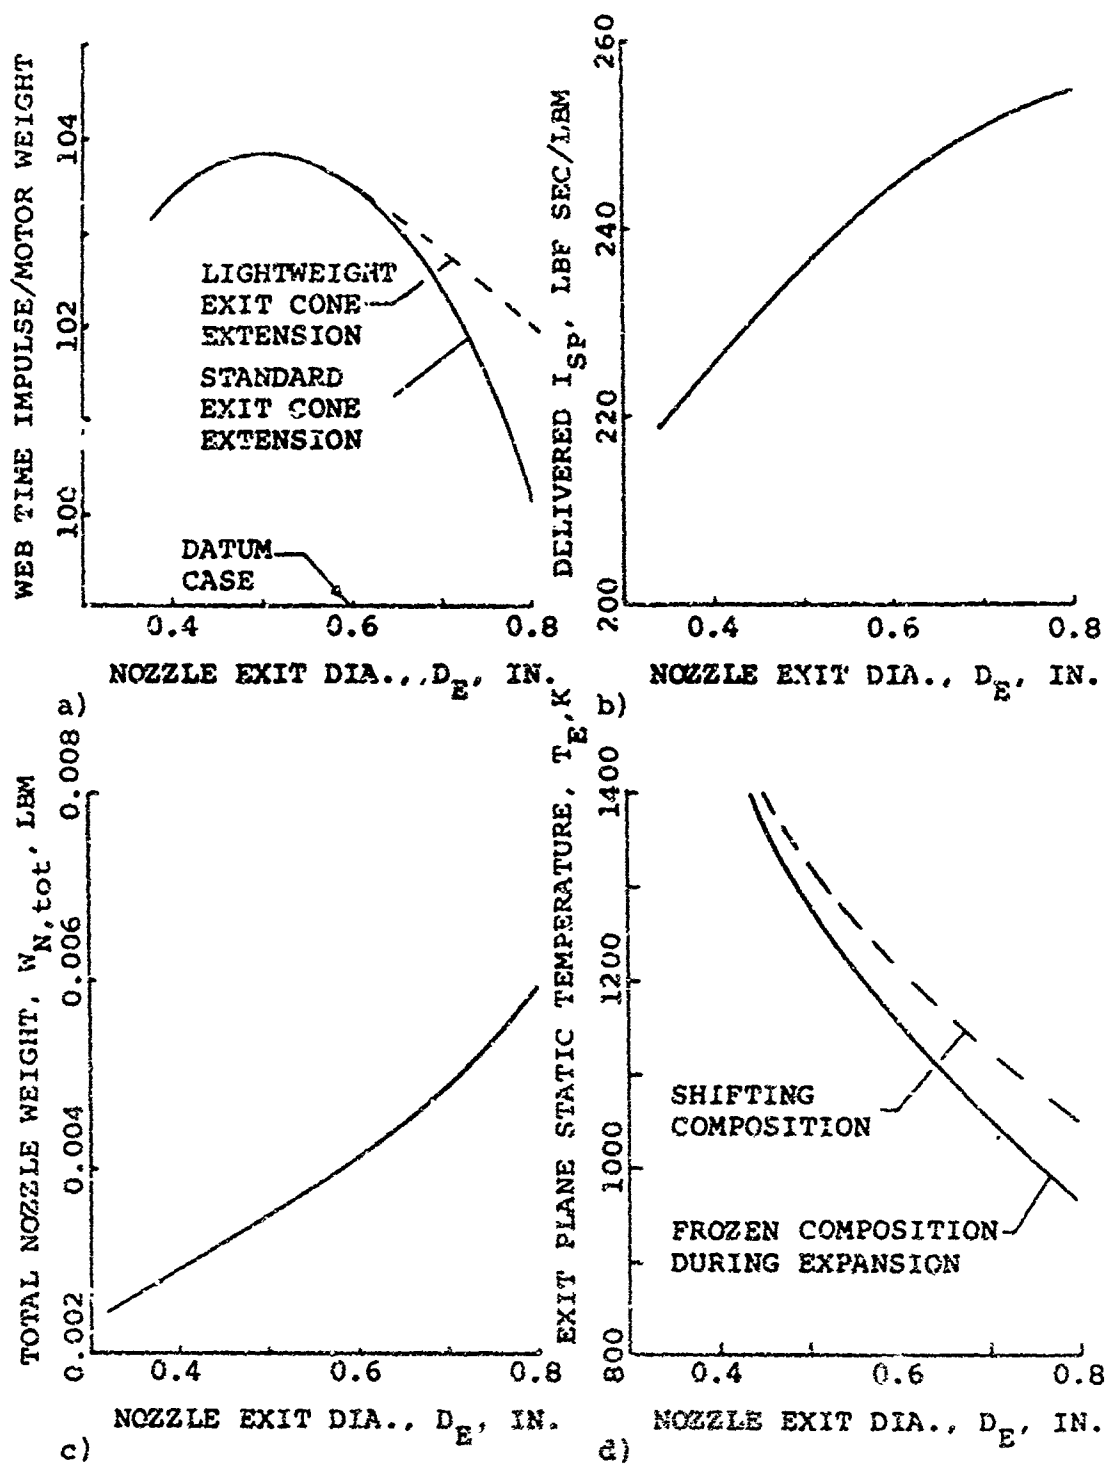 WEB TIME IMPULSE/MOTOR WEIGHT
104
102
100
LIGHTWEIGHT
EXIT CONE
EXTENSION
STANDARD
EXIT CONE
EXTENSION
DATUM
CASE
0.4 0.6 0.8
NOZZLE EXIT DIA., D_E, IN.
a)
DELIVERED I_SP, LBF SEC/LBM
260
240
220
200
0.4 0.6 0.8
NOZZLE EXIT DIA., D_E, IN.
b)
TOTAL NOZZLE WEIGHT, W_N,tot, LBM
0.008
0.006
0.004
0.002
0.4 0.6 0.8
NOZZLE EXIT DIA., D_E, IN.
c)
EXIT PLANE STATIC TEMPERATURE, T_E, K
1400
1200
1000
800
SHIFTING
COMPOSITION
FROZEN COMPOSITION
DURING EXPANSION
0.4 0.6 0.8
NOZZLE EXIT DIA., D_E, IN.
d)